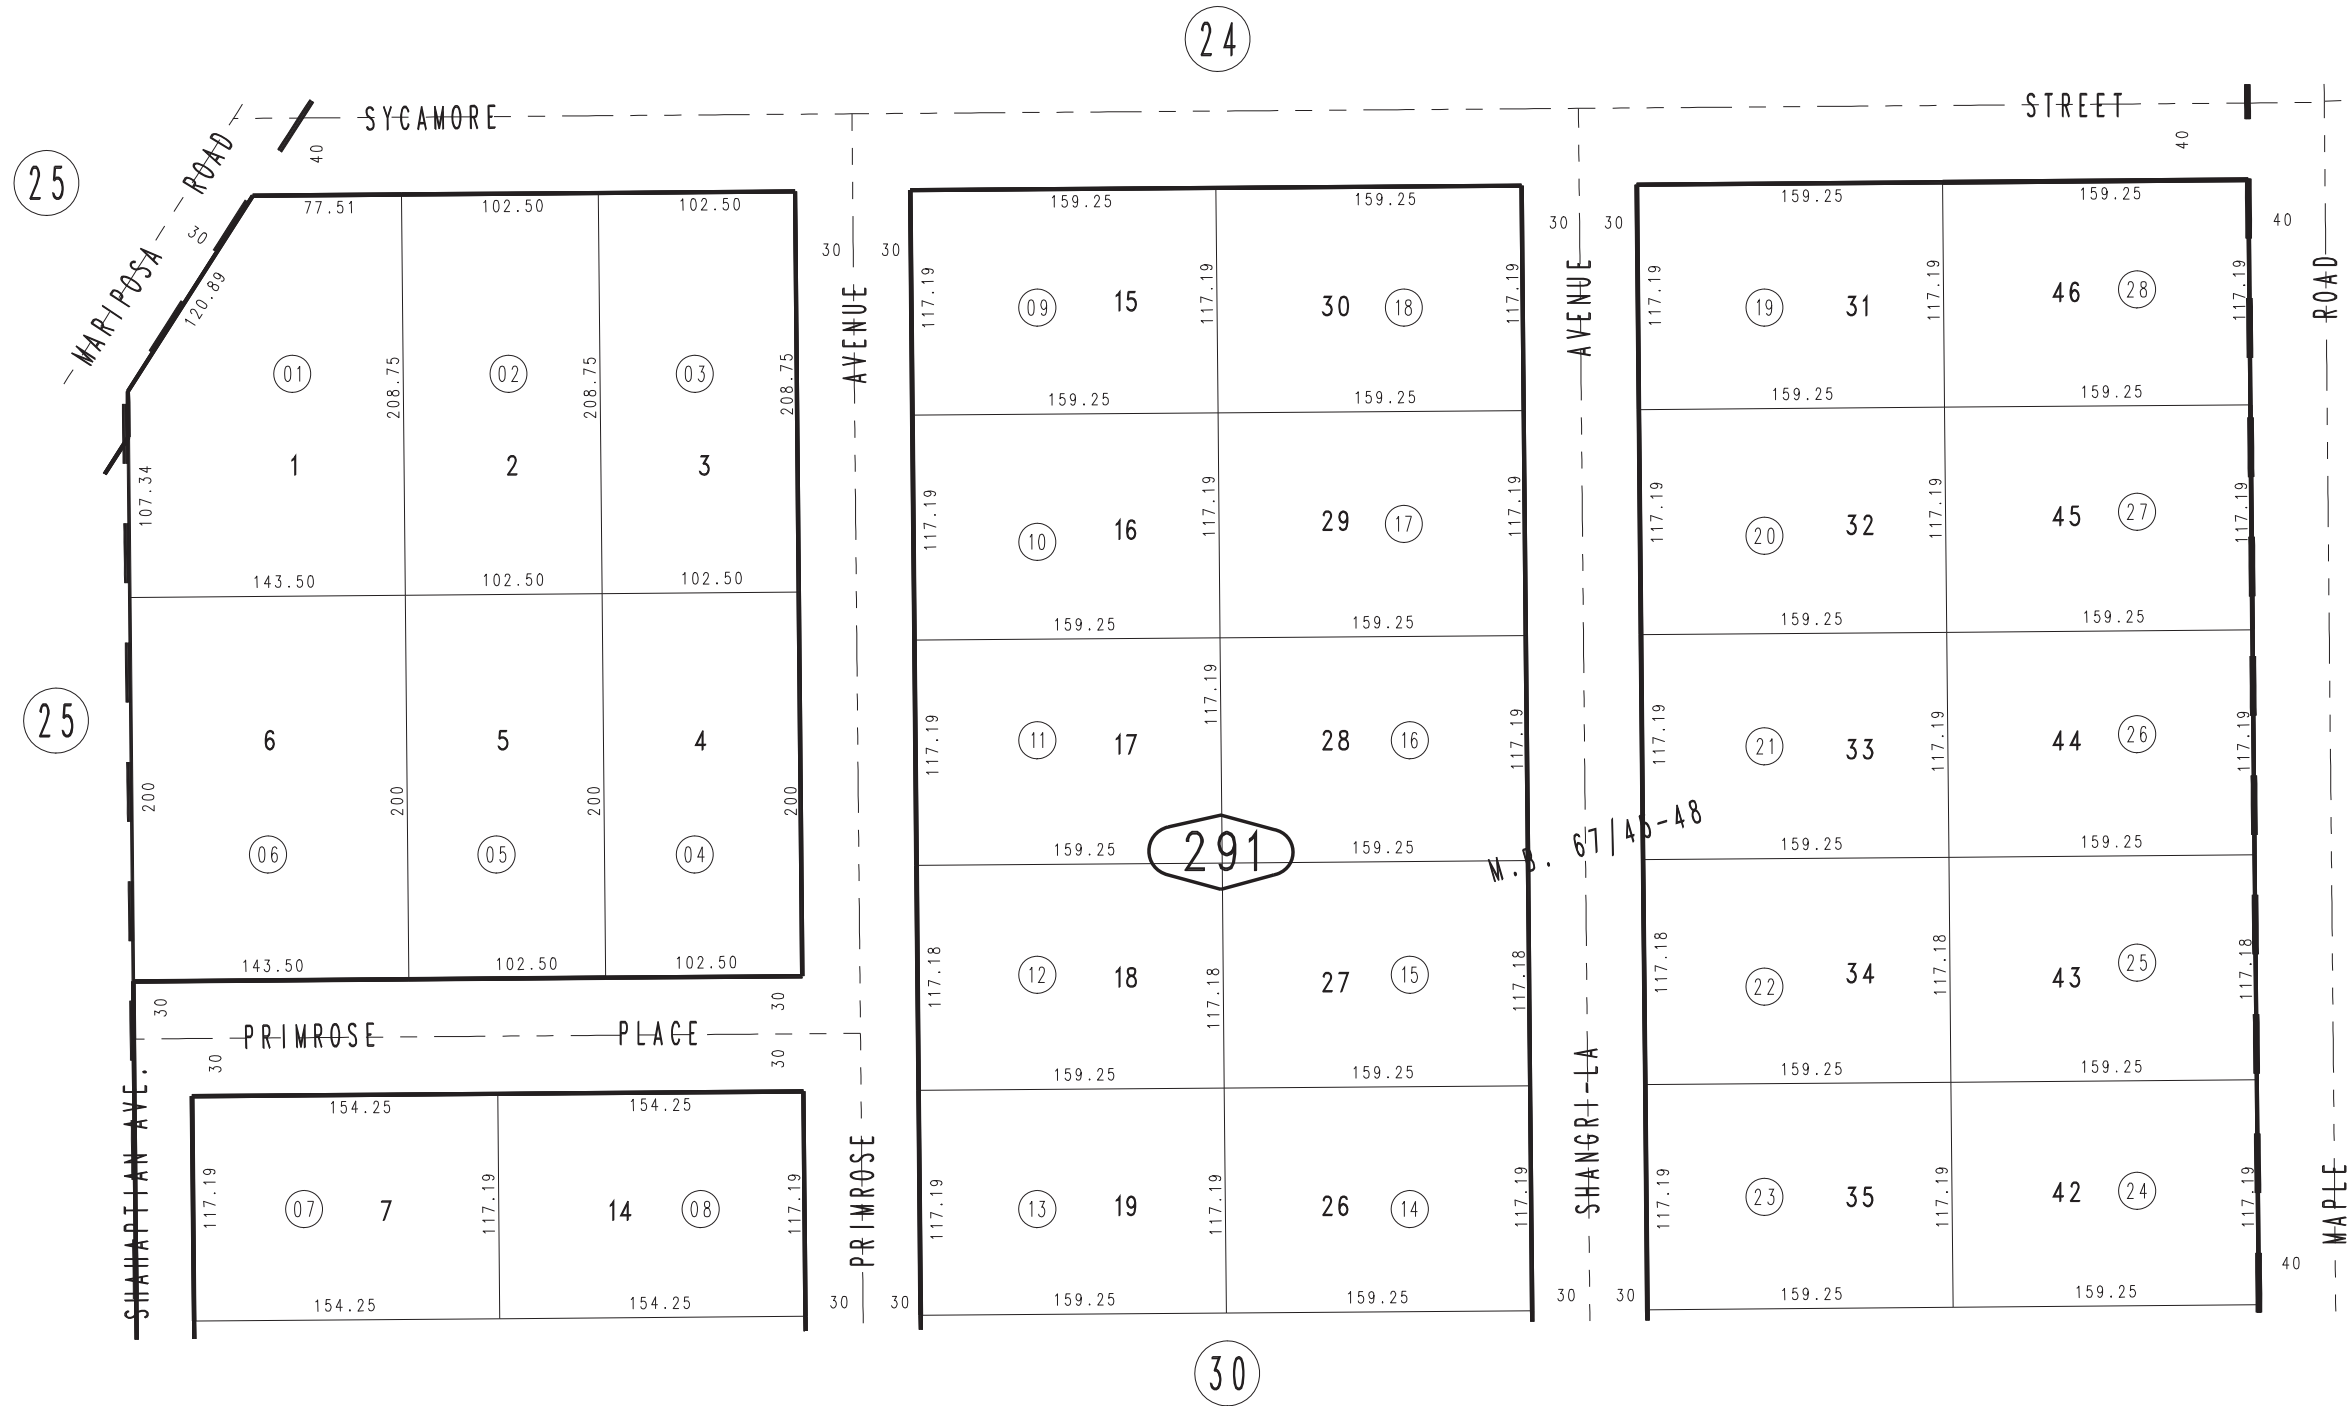 24
SYCAMORE STREET
MARIPOSA ROAD
25
40
40
30
77.51 102.50 102.50
159.25 159.25
159.25 159.25
30 30
30 30
40
120.89
117.19 117.19 117.19
117.19 117.19 117.19
09 15 30 18
19 31 46 28
AVENUE
AVENUE
ROAD
01 02 03
208.75 208.75 208.75
159.25 159.25
159.25 159.25
1 2 3
107.34
117.19 117.19 117.19
117.19 117.19 117.19
10 16 29 17
20 32 45 27
143.50 102.50 102.50
159.25 159.25
159.25 159.25
25
6 5 4
117.19 117.19 117.19
117.19 117.19 117.19
11 17 28 16
21 33 44 26
200 200 200 200
06 05 04
159.25 159.25
159.25 159.25
291
M.B. 67/45-48
143.50 102.50 102.50
117.18 117.18 117.18
117.18 117.18 117.18
12 18 27 15
22 34 43 25
30 30
PRIMROSE PLACE
30 30
159.25 159.25
159.25 159.25
SHAHAPTIAN AVE.
154.25 154.25
PRIMROSE
SHANGRI-LA
MAPLE
117.19 117.19 117.19
117.19 117.19 117.19
117.19 117.19 117.19
07 7 14 08
13 19 26 14
23 35 42 24
154.25 154.25
159.25 159.25
159.25 159.25
30 30
30 30
40
30